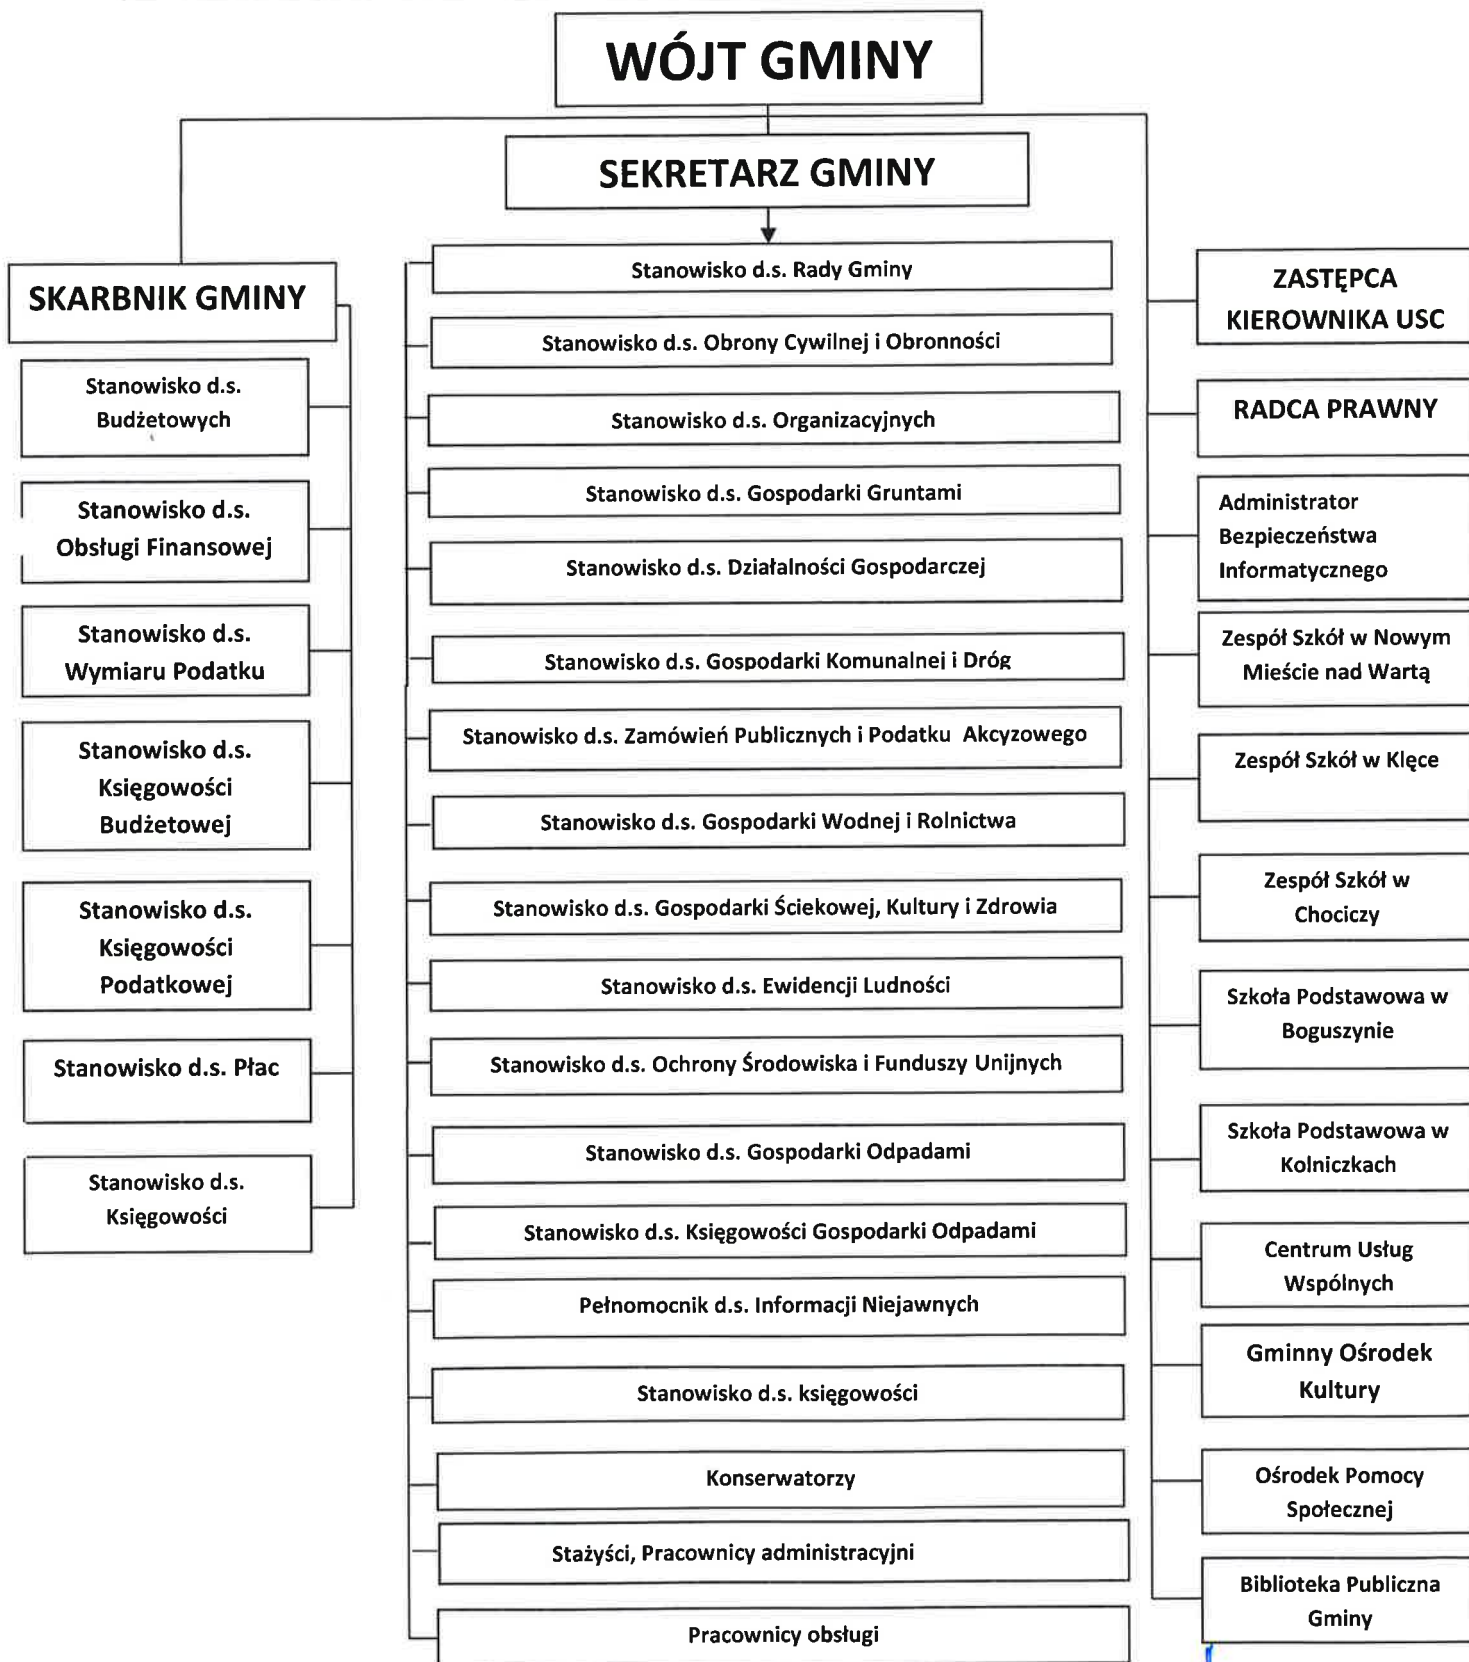 WÓJT GMINY
SEKRETARZ GMINY
SKARBNIK GMINY
Stanowisko d.s.
Budżetowych
Stanowisko d.s.
Obsługi Finansowej
Stanowisko d.s.
Wymiaru Podatku
Stanowisko d.s.
Księgowości
Budżetowej
Stanowisko d.s.
Księgowości
Podatkowej
Stanowisko d.s. Płac
Stanowisko d.s.
Księgowości
Stanowisko d.s. Rady Gminy
Stanowisko d.s. Obrony Cywilnej i Obronności
Stanowisko d.s. Organizacyjnych
Stanowisko d.s. Gospodarki Gruntami
Stanowisko d.s. Działalności Gospodarczej
Stanowisko d.s. Gospodarki Komunalnej i Dróg
Stanowisko d.s. Zamówień Publicznych i Podatku Akcyzowego
Stanowisko d.s. Gospodarki Wodnej i Rolnictwa
Stanowisko d.s. Gospodarki Ściekowej, Kultury i Zdrowia
Stanowisko d.s. Ewidencji Ludności
Stanowisko d.s. Ochrony Środowiska i Funduszy Unijnych
Stanowisko d.s. Gospodarki Odpadami
Stanowisko d.s. Księgowości Gospodarki Odpadami
Pełnomocnik d.s. Informacji Niejawnych
Stanowisko d.s. księgowości
Konserwatorzy
Stażyści, Pracownicy administracyjni
Pracownicy obsługi
ZASTĘPCA
KIEROWNIKA USC
RADCA PRAWNY
Administrator
Bezpieczeństwa
Informatycznego
Zespół Szkół w Nowym
Mieście nad Wartą
Zespół Szkół w Klęce
Zespół Szkół w
Chociczy
Szkoła Podstawowa w
Boguszynie
Szkoła Podstawowa w
Kolniczkach
Centrum Usług
Wspólnych
Gminny Ośrodek
Kultury
Ośrodek Pomocy
Społecznej
Biblioteka Publiczna
Gminy